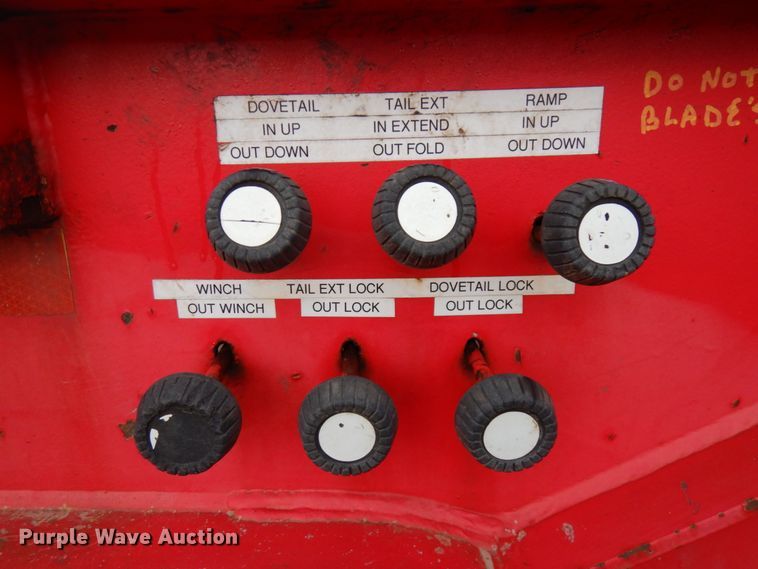 DOVETAIL TAIL EXT RAMP
IN UP IN EXTEND IN UP
OUT DOWN OUT FOLD OUT DOWN
DO NOT
BLADE'S
WINCH TAIL EXT LOCK DOVETAIL LOCK
OUT WINCH OUT LOCK OUT LOCK
Purple Wave Auction